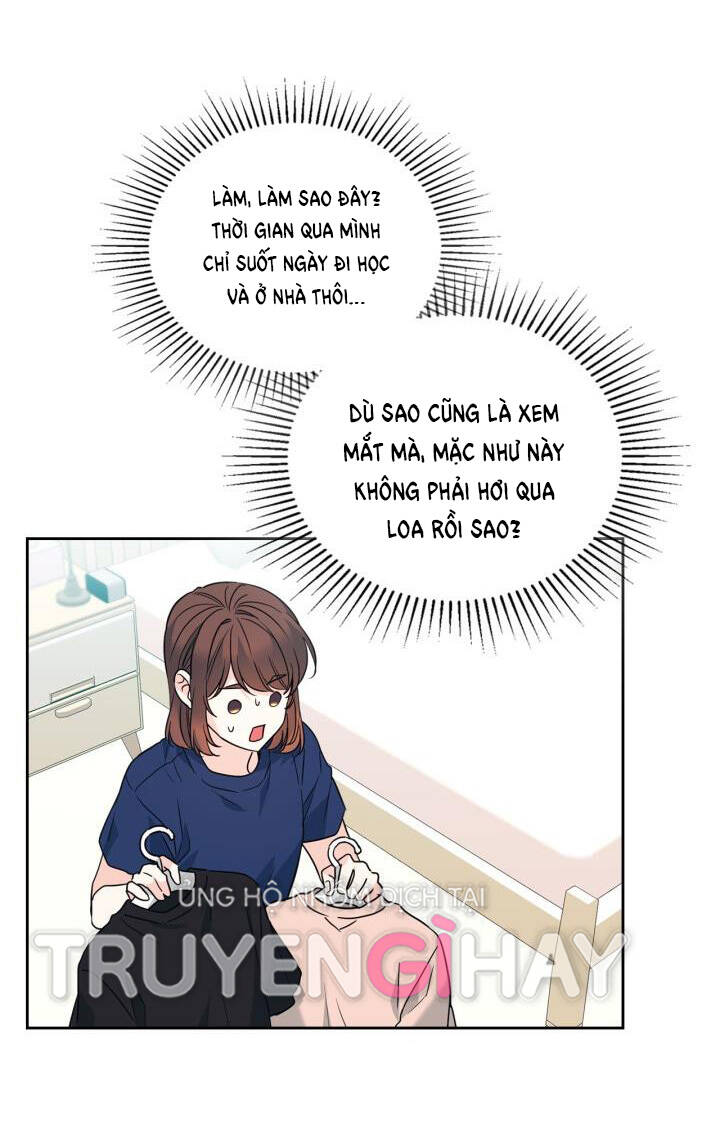 LÀM, LÀM SAO ĐÂY?
THỜI GIAN QUA MÌNH
CHỈ SUỐT NGÀY ĐI HỌC
VÀ Ở NHÀ THÔI...
DÙ SAO CŨNG LÀ XEM
MẮT MÀ, MẶC NHƯ NÀY
KHÔNG PHẢI HƠI QUA
LOA RỒI SAO?
ỦNG HỘ NHÓM DỊCH TẠI
TRUYENGÌHAY